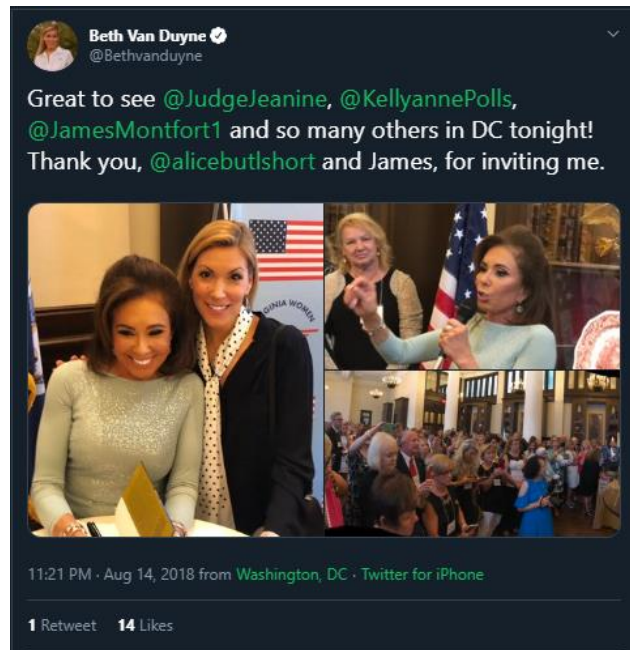 Beth Van Duyne
@Bethvanduyne
Great to see @JudgeJeanine, @KellyannePolls,
@JamesMontfort1 and so many others in DC tonight!
Thank you, @alicebutlshort and James, for inviting me.
GINIA WOMEN
11:21 PM · Aug 14, 2018 from Washington, DC · Twitter for iPhone
1 Retweet 14 Likes